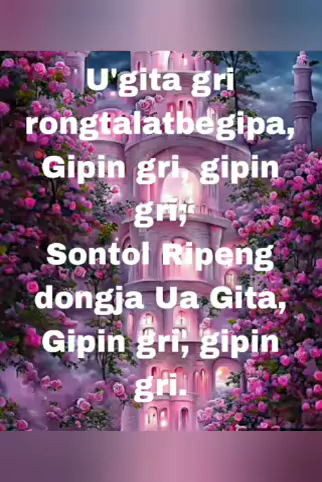 U'gita gri
rongtalatbegipa,
Gipin gri, gipin
gri;
Sontol Ripeng
dongja Ua Gita,
Gipin gri, gipin
gri.